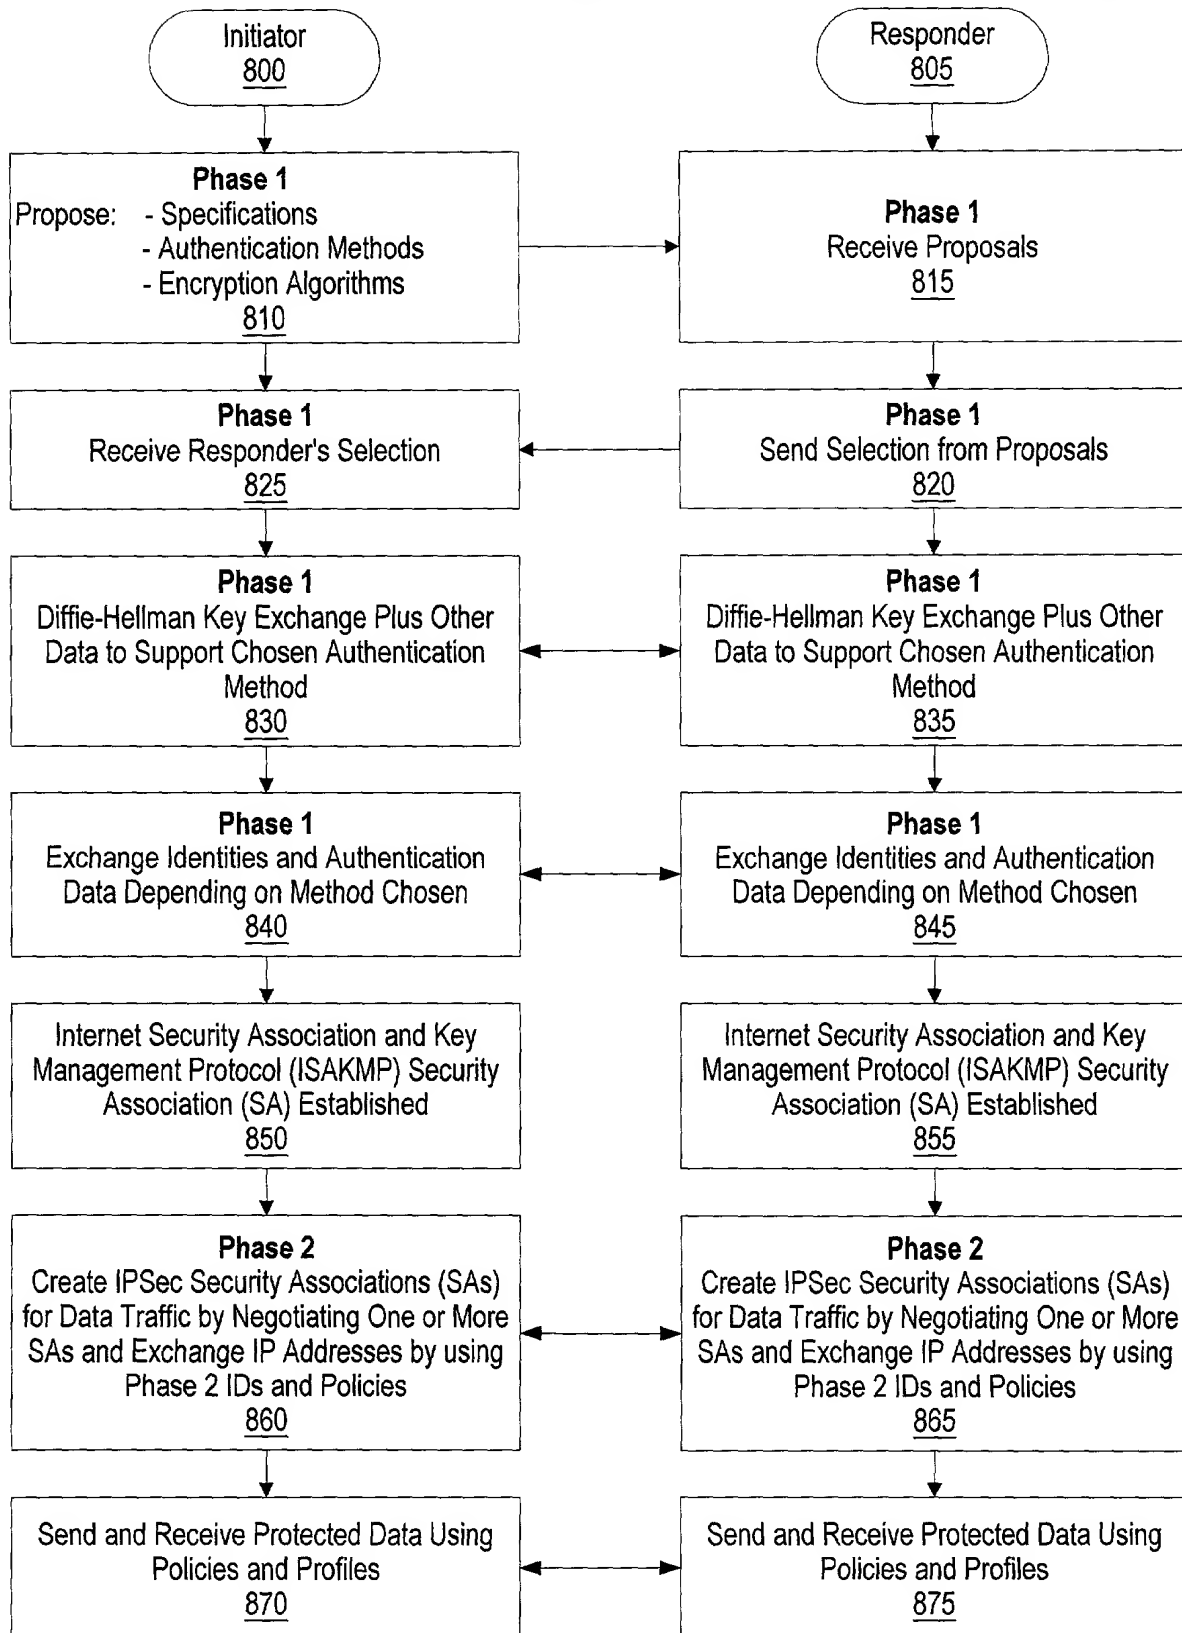 Initiator
800
Responder
805
Phase 1
Propose: - Specifications
- Authentication Methods
- Encryption Algorithms
810
Phase 1
Receive Proposals
815
Phase 1
Receive Responder's Selection
825
Phase 1
Send Selection from Proposals
820
Phase 1
Diffie-Hellman Key Exchange Plus Other
Data to Support Chosen Authentication
Method
830
Phase 1
Diffie-Hellman Key Exchange Plus Other
Data to Support Chosen Authentication
Method
835
Phase 1
Exchange Identities and Authentication
Data Depending on Method Chosen
840
Phase 1
Exchange Identities and Authentication
Data Depending on Method Chosen
845
Internet Security Association and Key
Management Protocol (ISAKMP) Security
Association (SA) Established
850
Internet Security Association and Key
Management Protocol (ISAKMP) Security
Association (SA) Established
855
Phase 2
Create IPSec Security Associations (SAs)
for Data Traffic by Negotiating One or More
SAs and Exchange IP Addresses by using
Phase 2 IDs and Policies
860
Phase 2
Create IPSec Security Associations (SAs)
for Data Traffic by Negotiating One or More
SAs and Exchange IP Addresses by using
Phase 2 IDs and Policies
865
Send and Receive Protected Data Using
Policies and Profiles
870
Send and Receive Protected Data Using
Policies and Profiles
875